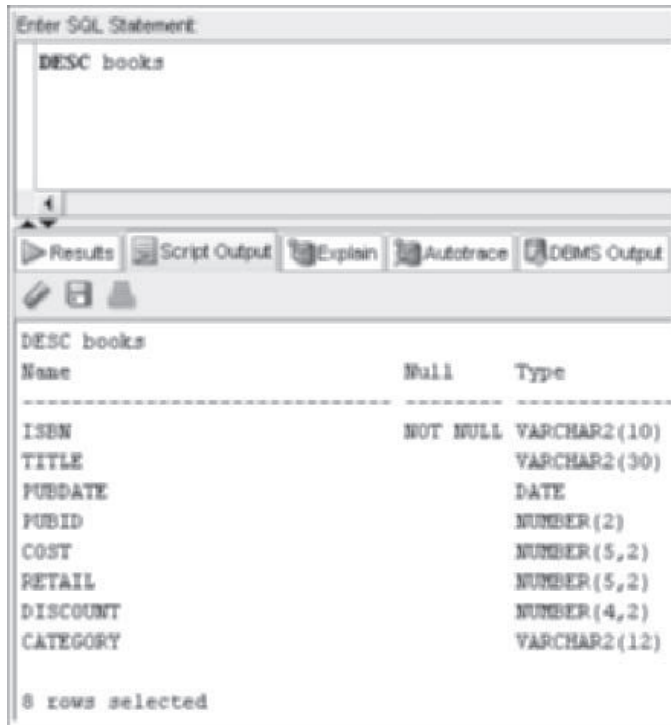 Enter SQL Statement:
DESC books
Results Script Output Explain Autotrace DBMS Output
DESC books
Name Null Type
------------------------------ -------- --------------
ISBN NOT NULL VARCHAR2(10)
TITLE VARCHAR2(30)
PUBDATE DATE
PUBID NUMBER(2)
COST NUMBER(5,2)
RETAIL NUMBER(5,2)
DISCOUNT NUMBER(4,2)
CATEGORY VARCHAR2(12)
8 rows selected